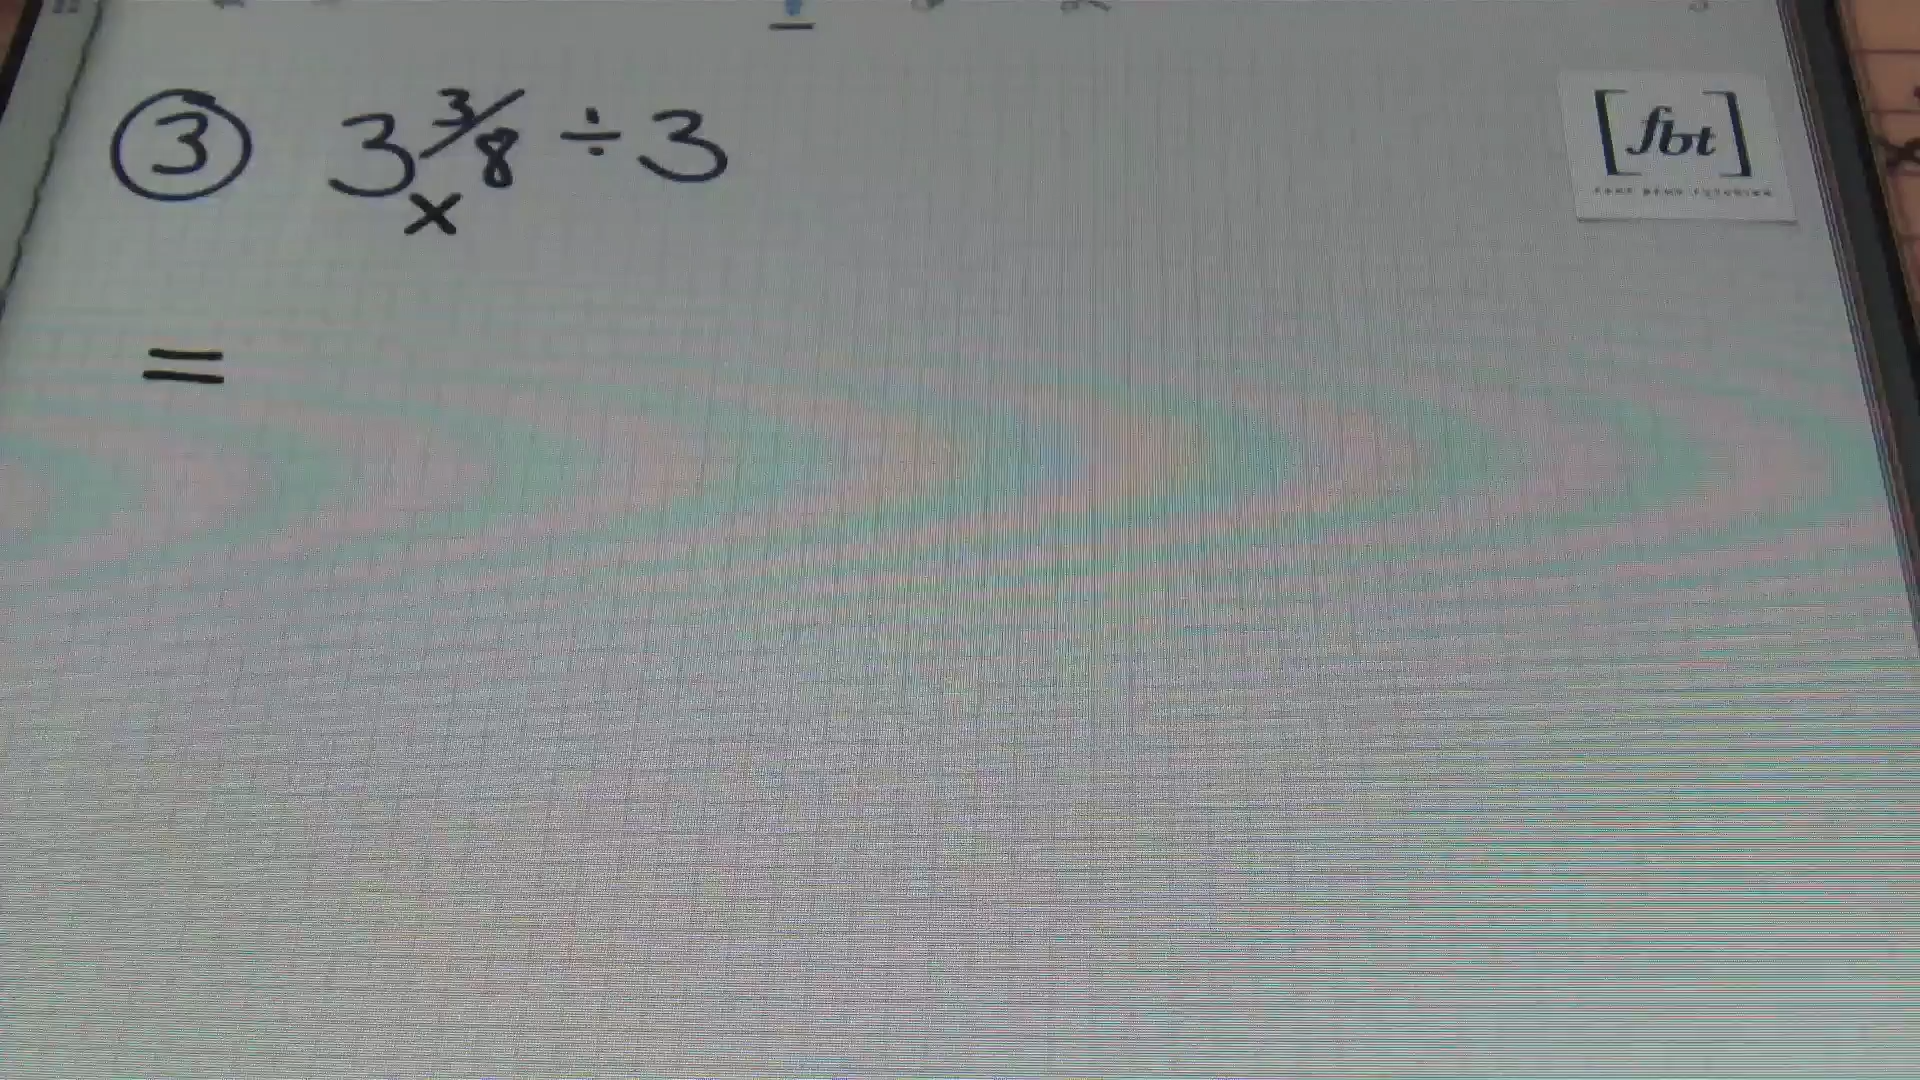 ③ 3 3/8 ÷ 3
×
=
[fbt]